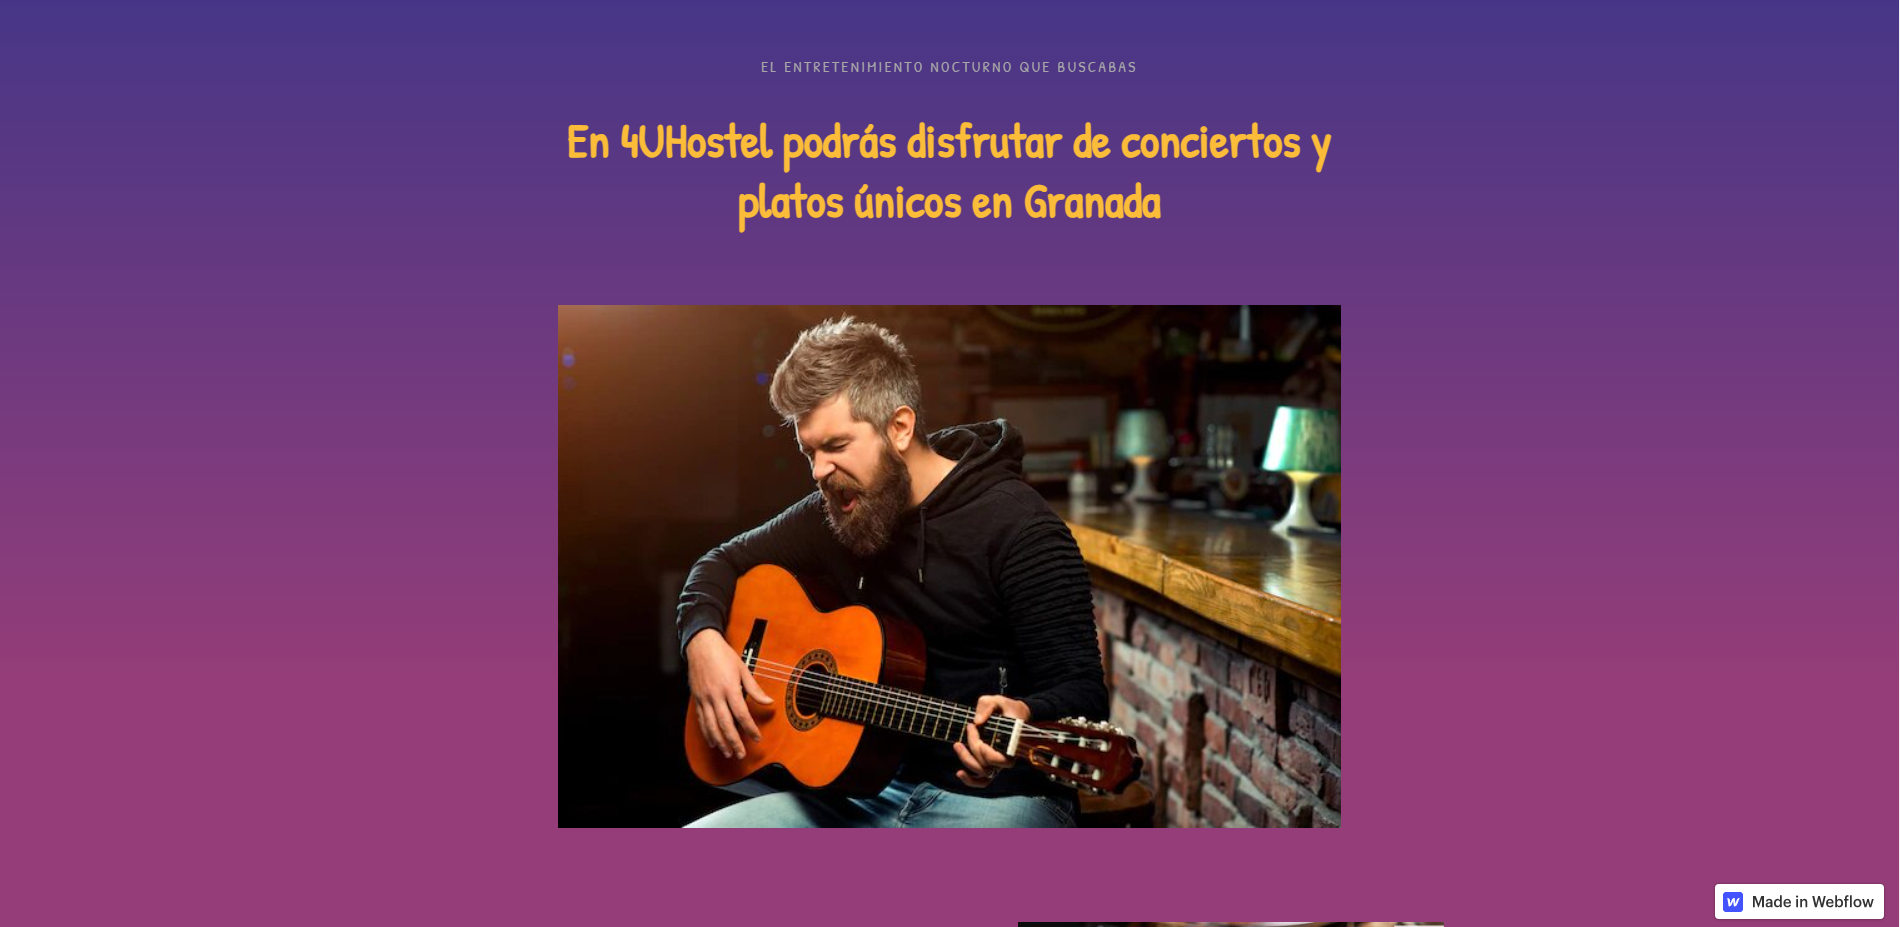 EL ENTRETENIMIENTO NOCTURNO QUE BUSCABAS
En 4UHostel podrás disfrutar de conciertos y
platos únicos en Granada
Made in Webflow